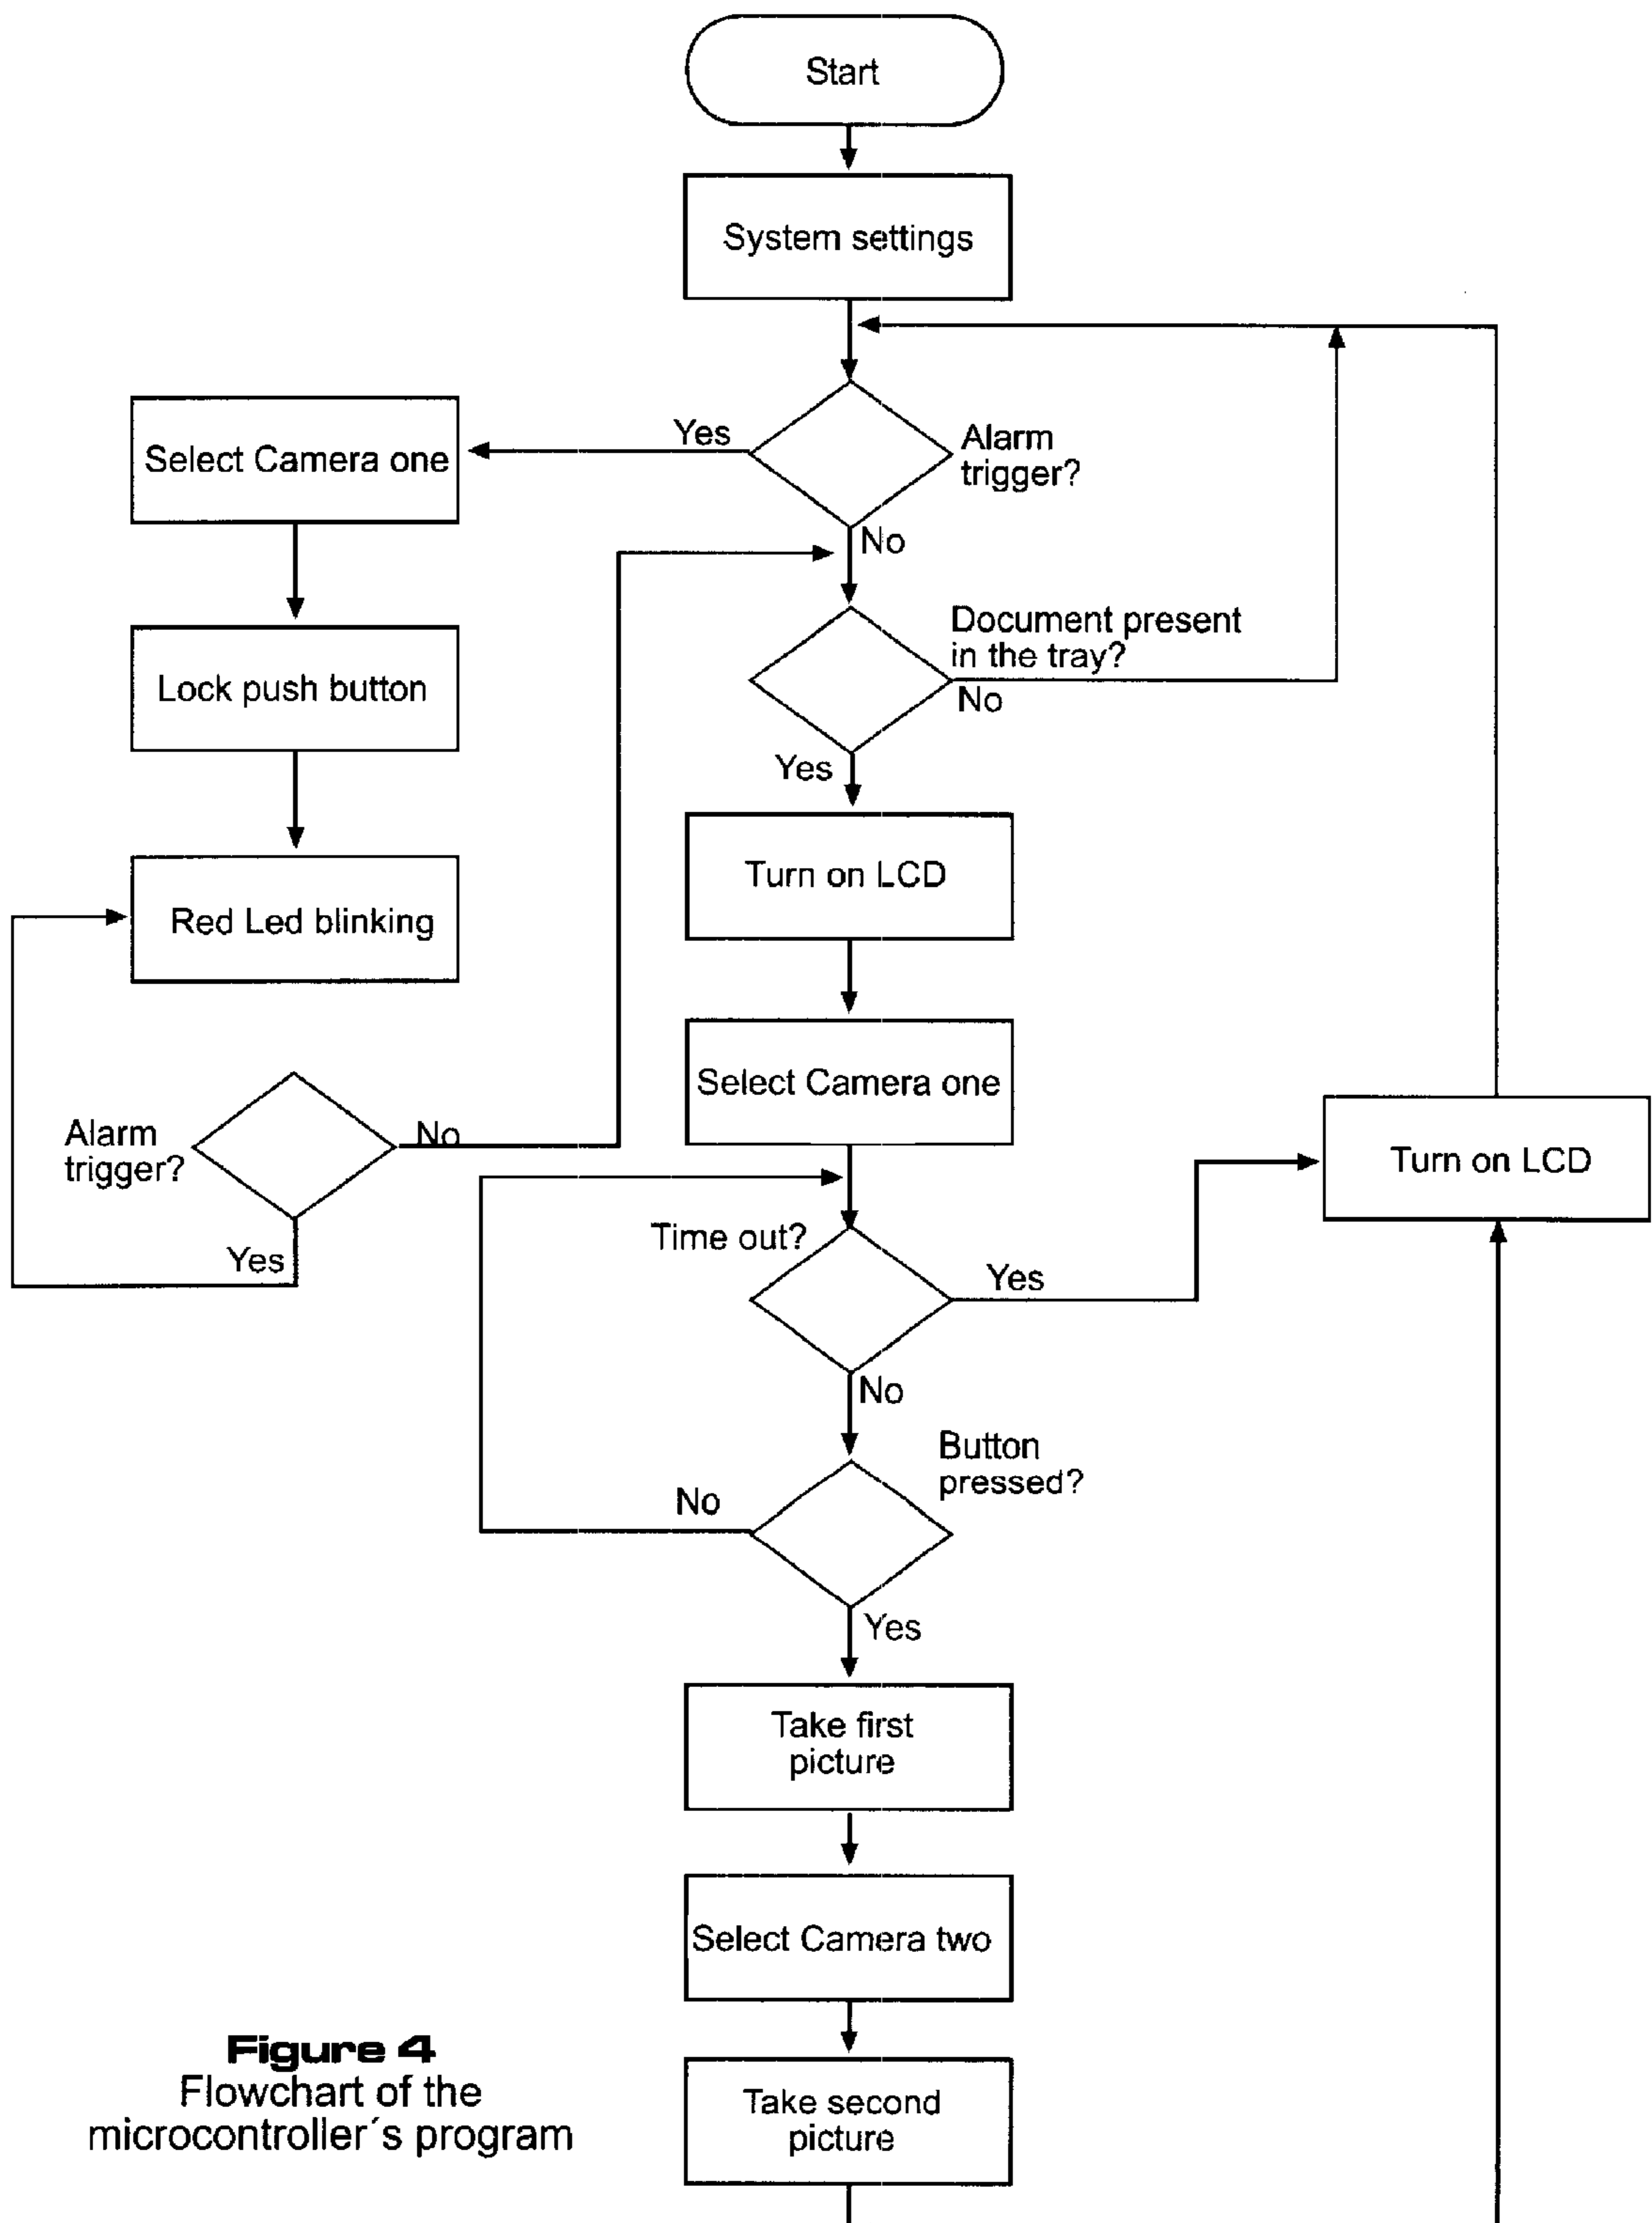 Start
System settings
Yes
Alarm
trigger?
Select Camera one
No
Document present
in the tray?
No
Lock push button
Yes
Turn on LCD
Red Led blinking
Select Camera one
Alarm
trigger?
No
Yes
Turn on LCD
Time out?
Yes
No
Button
pressed?
No
Yes
Take first
picture
Select Camera two
Take second
picture
Figure 4
Flowchart of the
microcontroller´s program